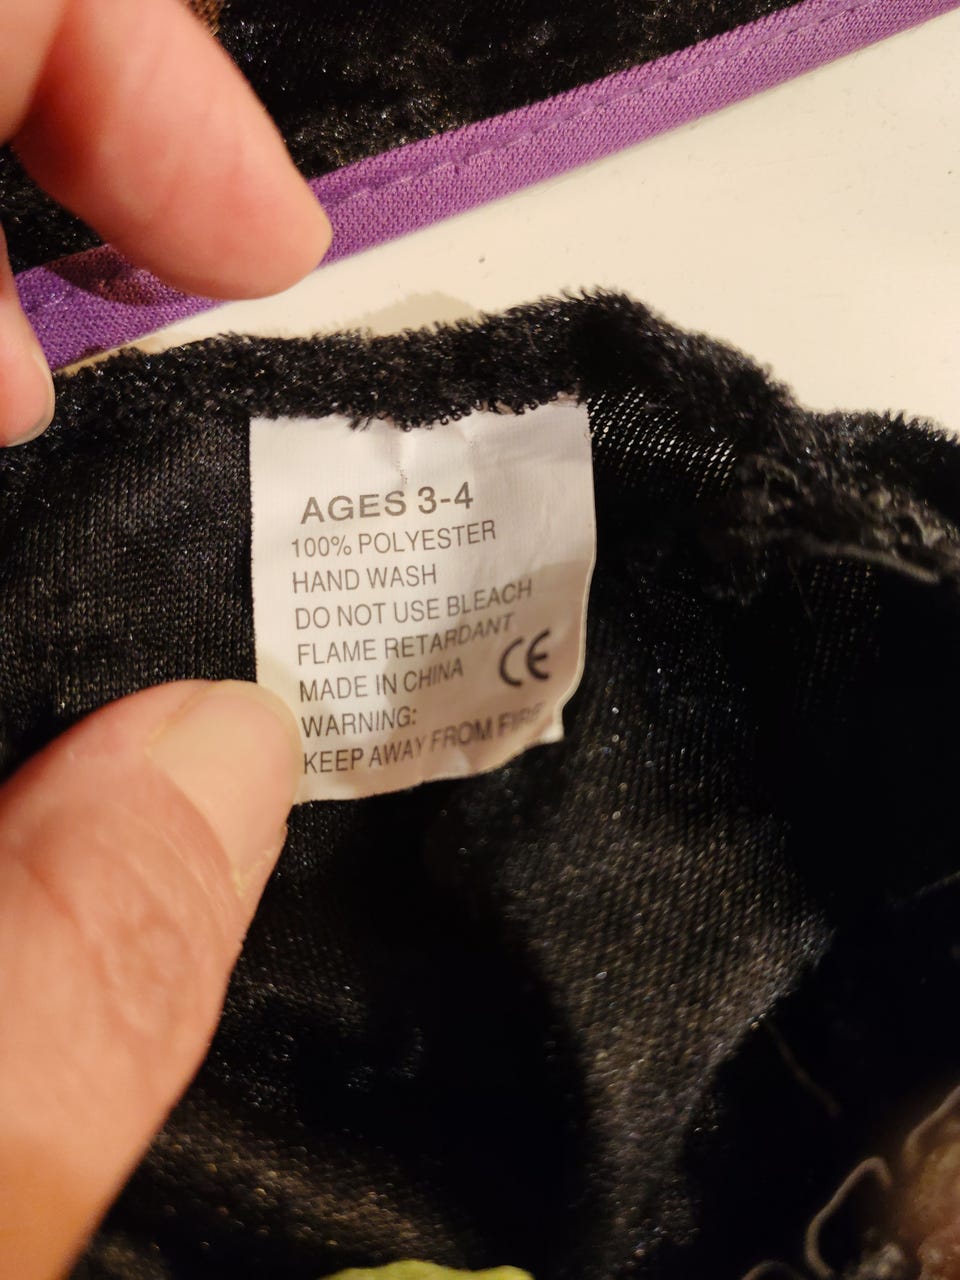 AGES 3-4
100% POLYESTER
HAND WASH
DO NOT USE BLEACH
FLAME RETARDANT
MADE IN CHINA CE
WARNING:
KEEP AWAY FROM FIRE